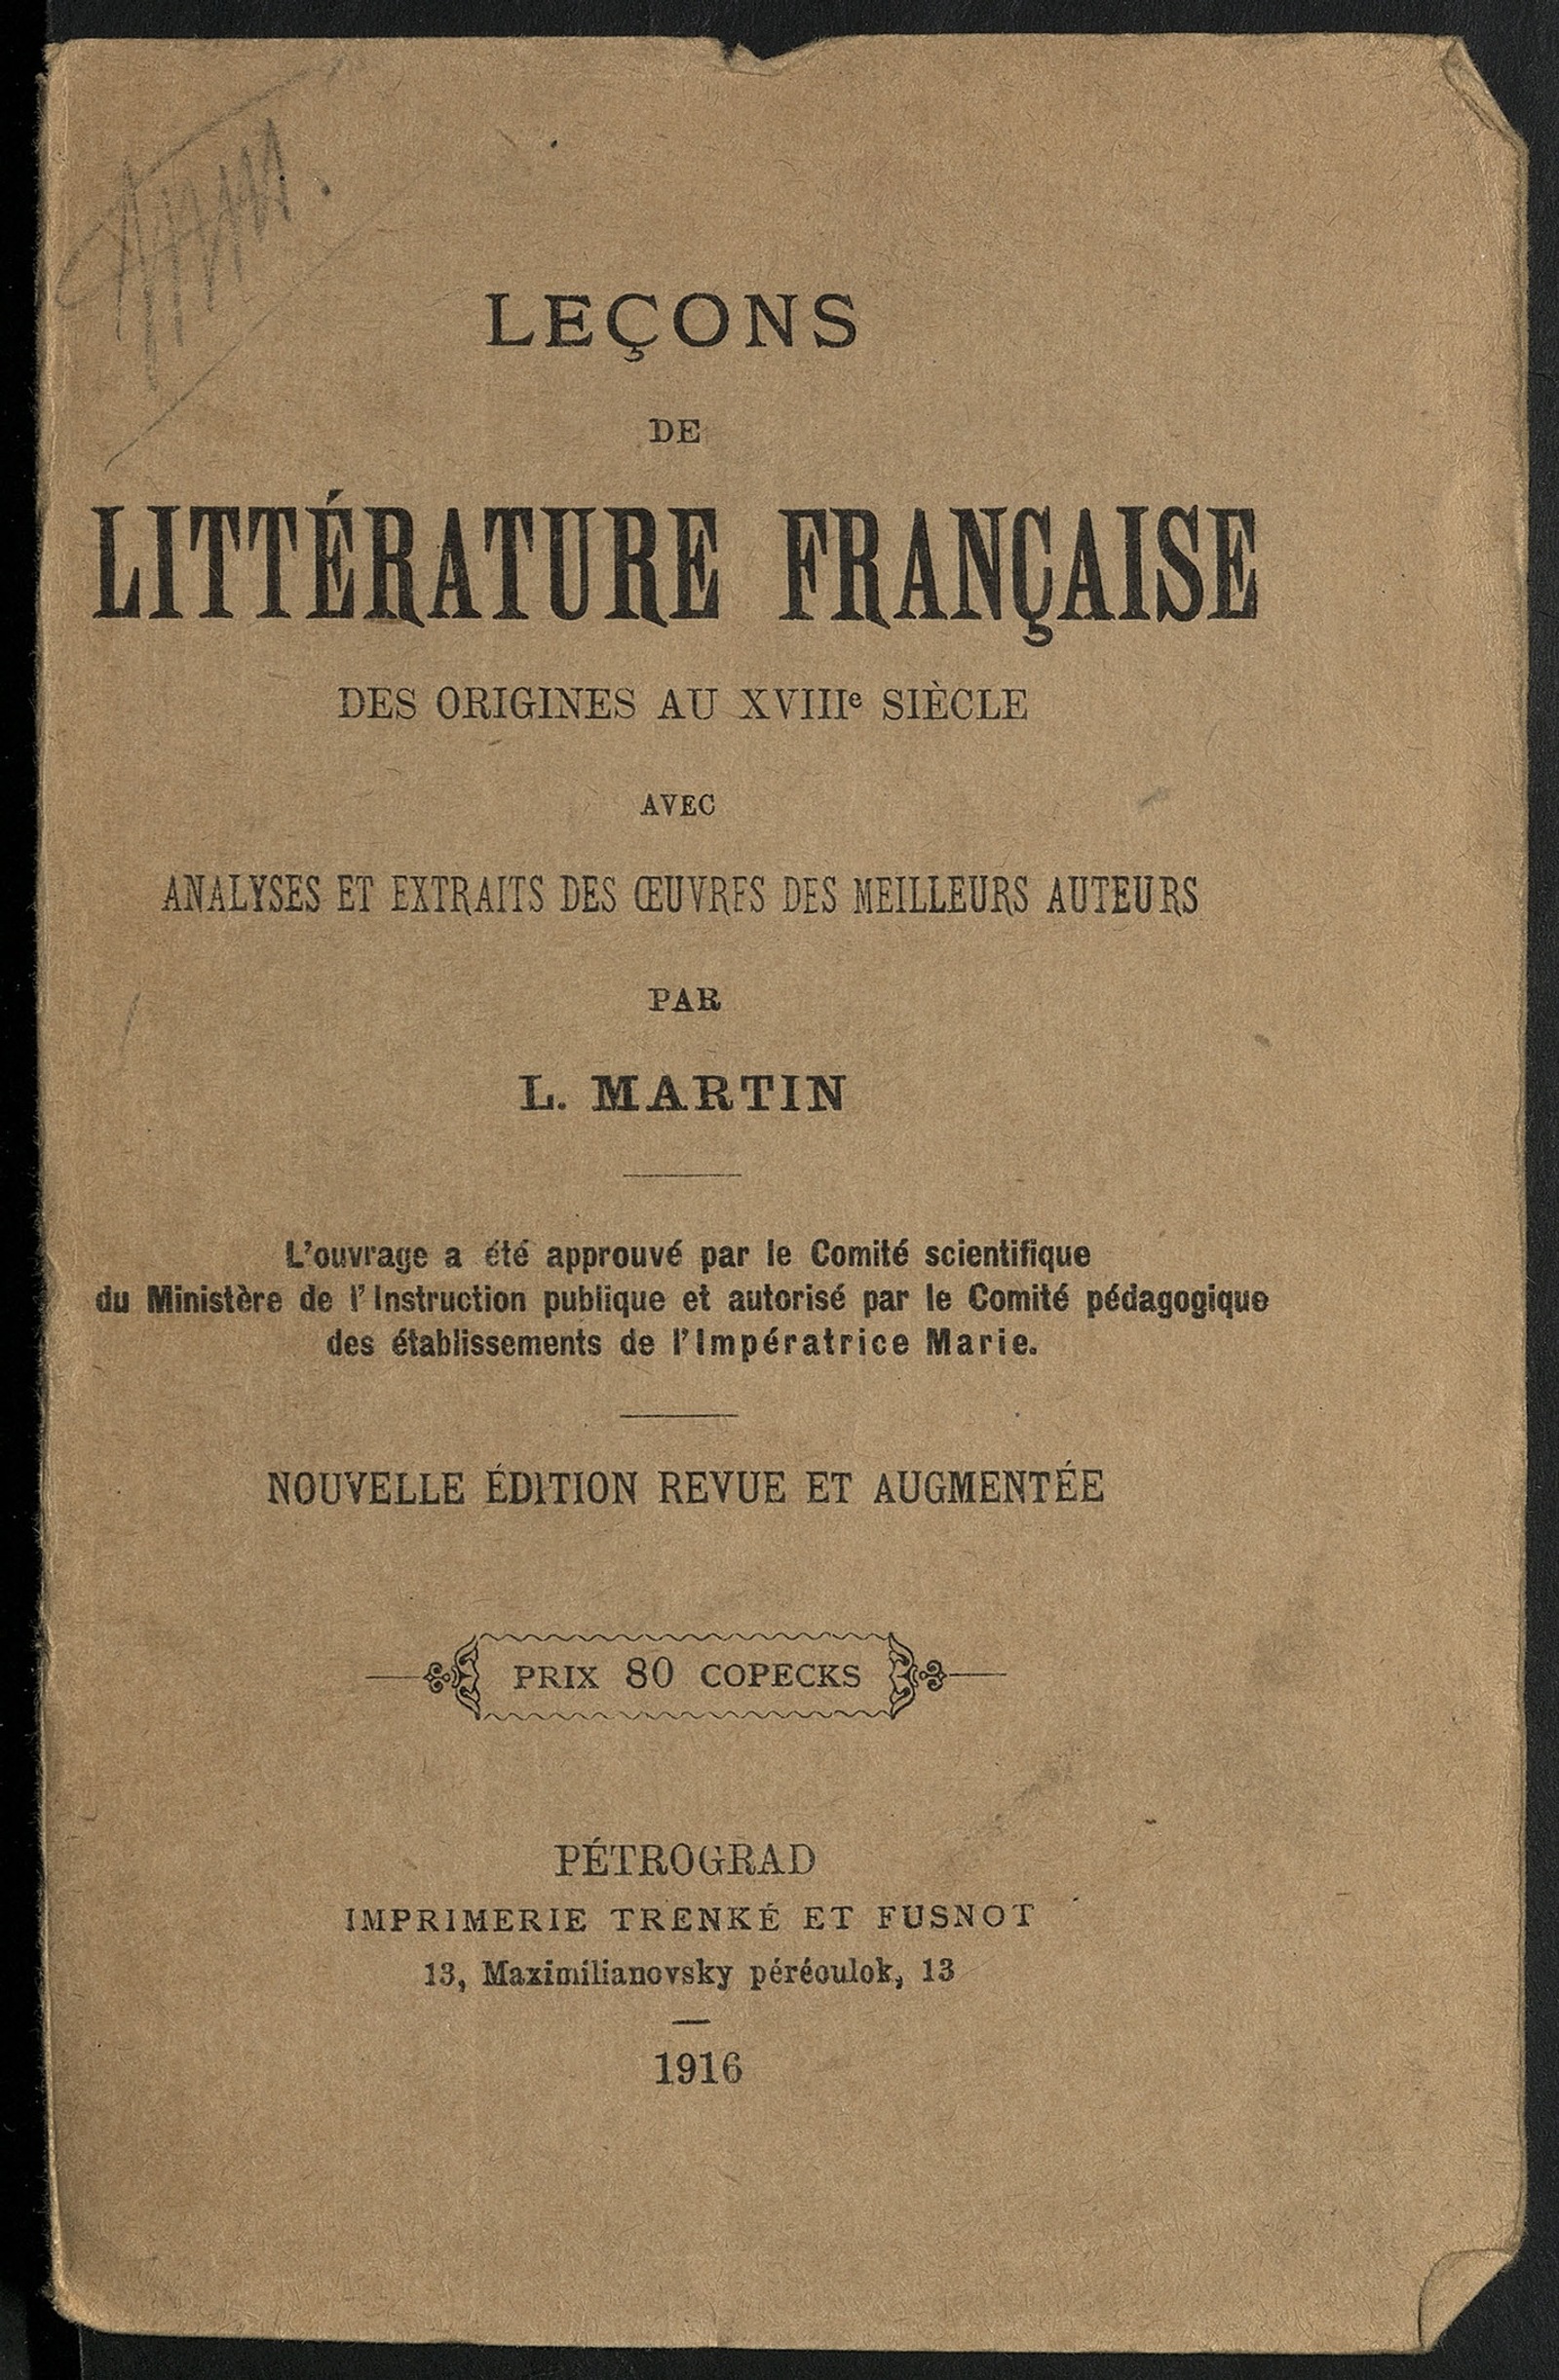 LEÇONS
DE
LITTÉRATURE FRANÇAISE
DES ORIGINES AU XVIIIe SIÈCLE
AVEC
ANALYSES ET EXTRAITS DES ŒUVRES DES MEILLEURS AUTEURS
PAR
L. MARTIN
L'ouvrage a été approuvé par le Comité scientifique
du Ministère de l'Instruction publique et autorisé par le Comité pédagogique
des établissements de l'Impératrice Marie.
NOUVELLE ÉDITION REVUE ET AUGMENTÉE
PRIX 80 COPECKS
PÉTROGRAD
IMPRIMERIE TRENKÉ ET FUSNOT
13, Maximilianovsky péréoulok, 13
1916